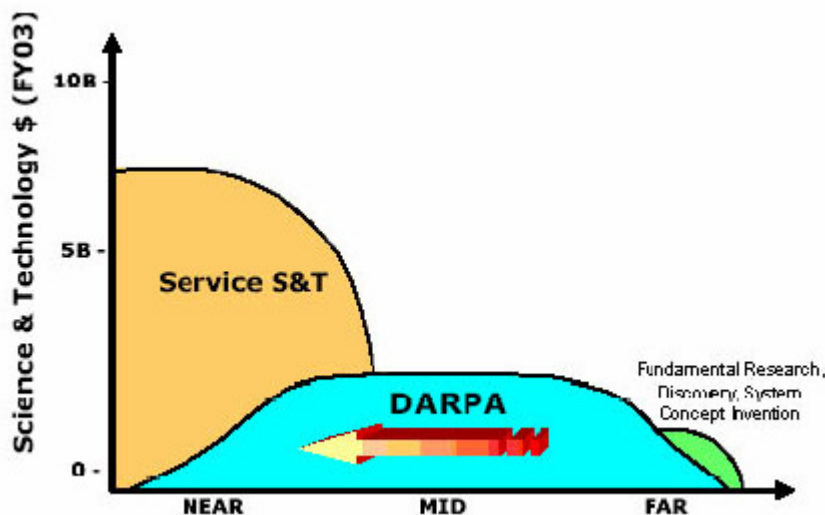 Science & Technology $ (FY03)
10B -
5B -
0 -
Service S&T
DARPA
Fundamental Research,
Discovery, System
Concept Invention
NEAR MID FAR